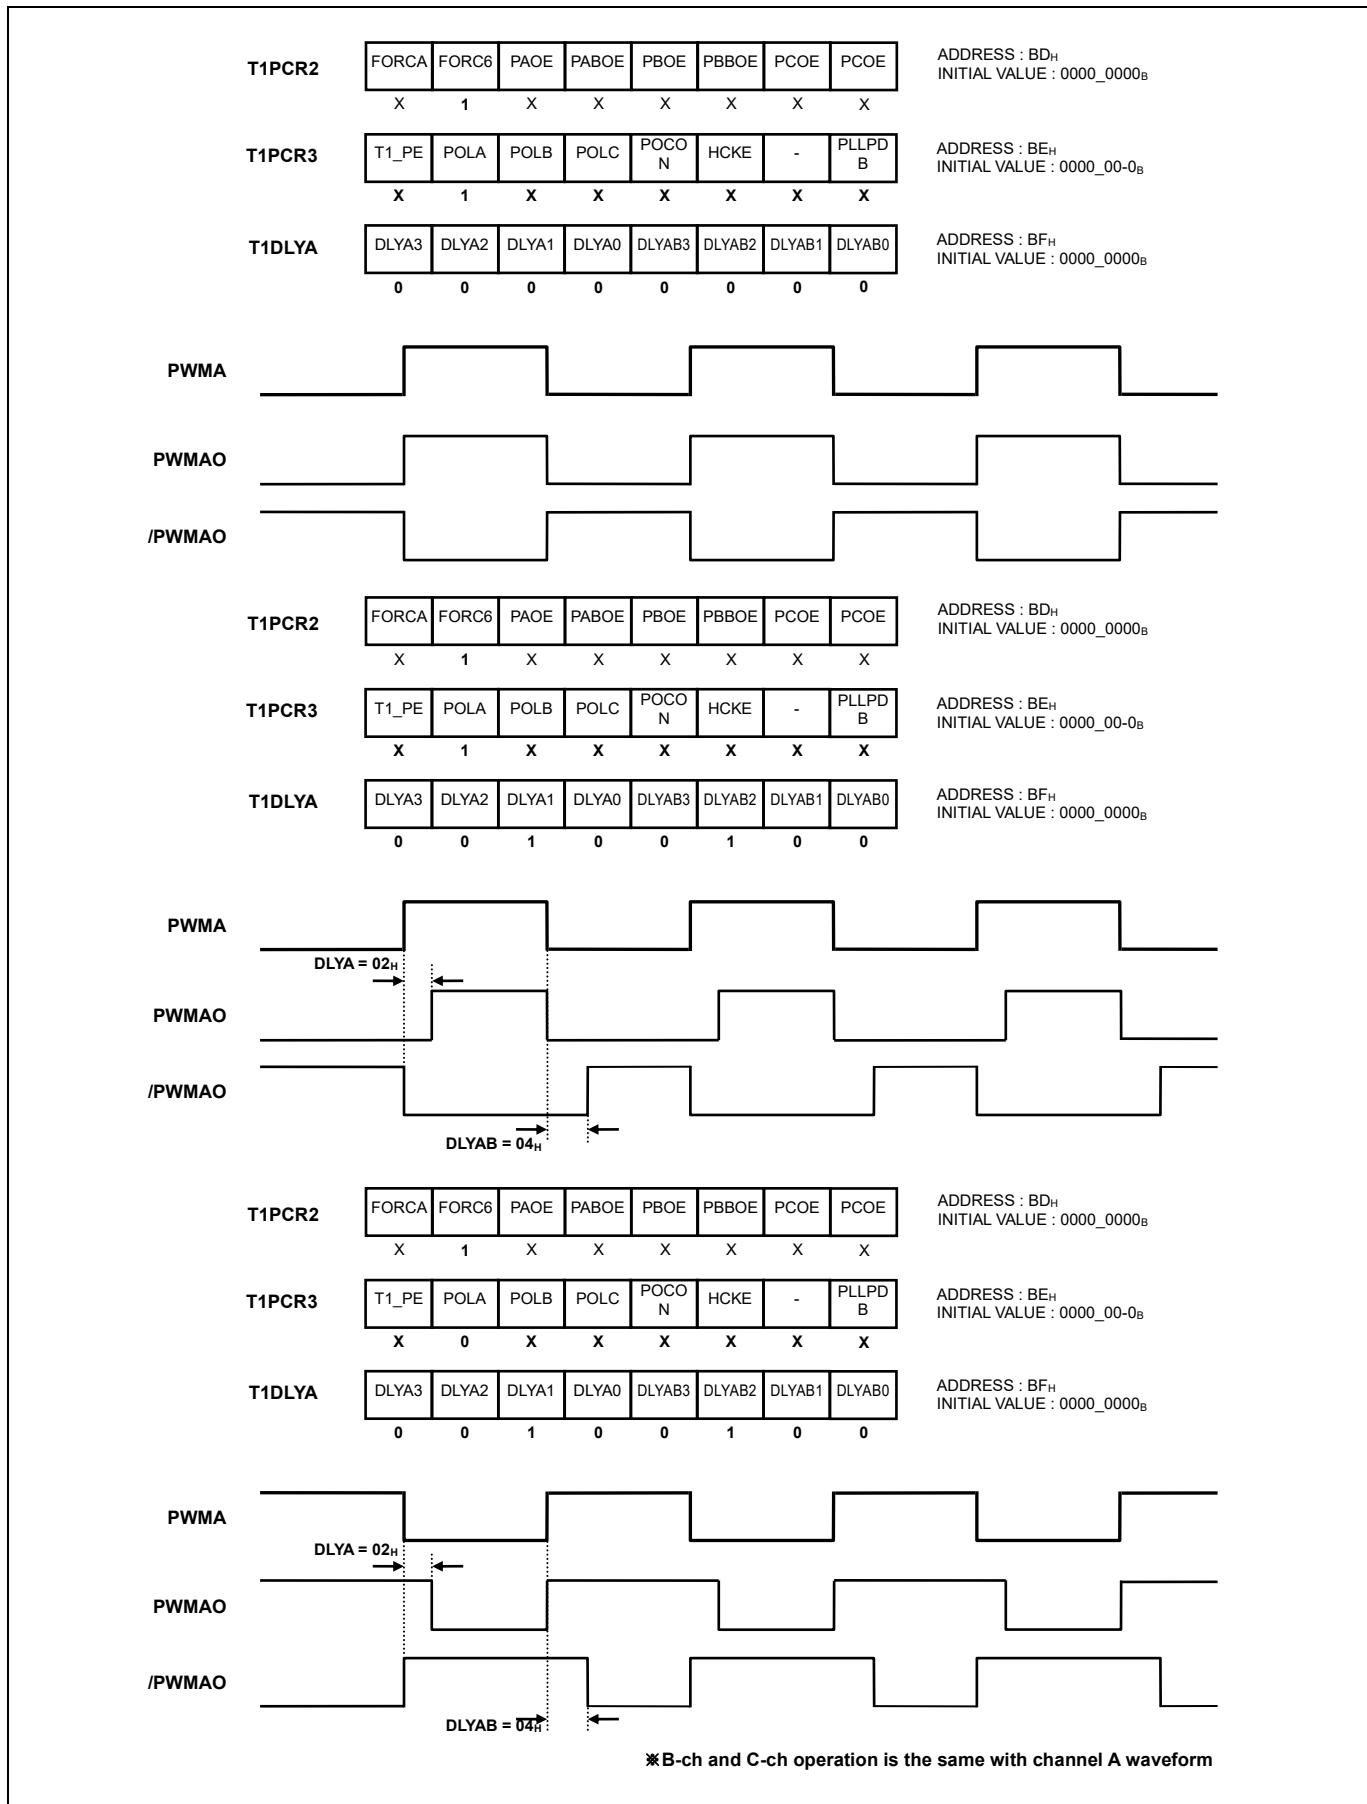 T1PCR2 FORCA FORC6 PAOE PABOE PBOE PBBOE PCOE PCOE ADDRESS : BDH
INITIAL VALUE : 0000_0000B
X 1 X X X X X X
T1PCR3 T1_PE POLA POLB POLC POCO N HCKE - PLLPD B ADDRESS : BEH
INITIAL VALUE : 0000_00-0B
X 1 X X X X X X
T1DLYA DLYA3 DLYA2 DLYA1 DLYA0 DLYAB3 DLYAB2 DLYAB1 DLYAB0 ADDRESS : BFH
INITIAL VALUE : 0000_0000B
0 0 0 0 0 0 0 0
PWMA
PWMAO
/PWMAO
T1PCR2 FORCA FORC6 PAOE PABOE PBOE PBBOE PCOE PCOE ADDRESS : BDH
INITIAL VALUE : 0000_0000B
X 1 X X X X X X
T1PCR3 T1_PE POLA POLB POLC POCO N HCKE - PLLPD B ADDRESS : BEH
INITIAL VALUE : 0000_00-0B
X 1 X X X X X X
T1DLYA DLYA3 DLYA2 DLYA1 DLYA0 DLYAB3 DLYAB2 DLYAB1 DLYAB0 ADDRESS : BFH
INITIAL VALUE : 0000_0000B
0 0 1 0 0 1 0 0
PWMA
DLYA = 02H
PWMAO
/PWMAO
DLYAB = 04H
T1PCR2 FORCA FORC6 PAOE PABOE PBOE PBBOE PCOE PCOE ADDRESS : BDH
INITIAL VALUE : 0000_0000B
X 1 X X X X X X
T1PCR3 T1_PE POLA POLB POLC POCO N HCKE - PLLPD B ADDRESS : BEH
INITIAL VALUE : 0000_00-0B
X 0 X X X X X X
T1DLYA DLYA3 DLYA2 DLYA1 DLYA0 DLYAB3 DLYAB2 DLYAB1 DLYAB0 ADDRESS : BFH
INITIAL VALUE : 0000_0000B
0 0 1 0 0 1 0 0
PWMA
DLYA = 02H
PWMAO
/PWMAO
DLYAB = 04H
※B-ch and C-ch operation is the same with channel A waveform